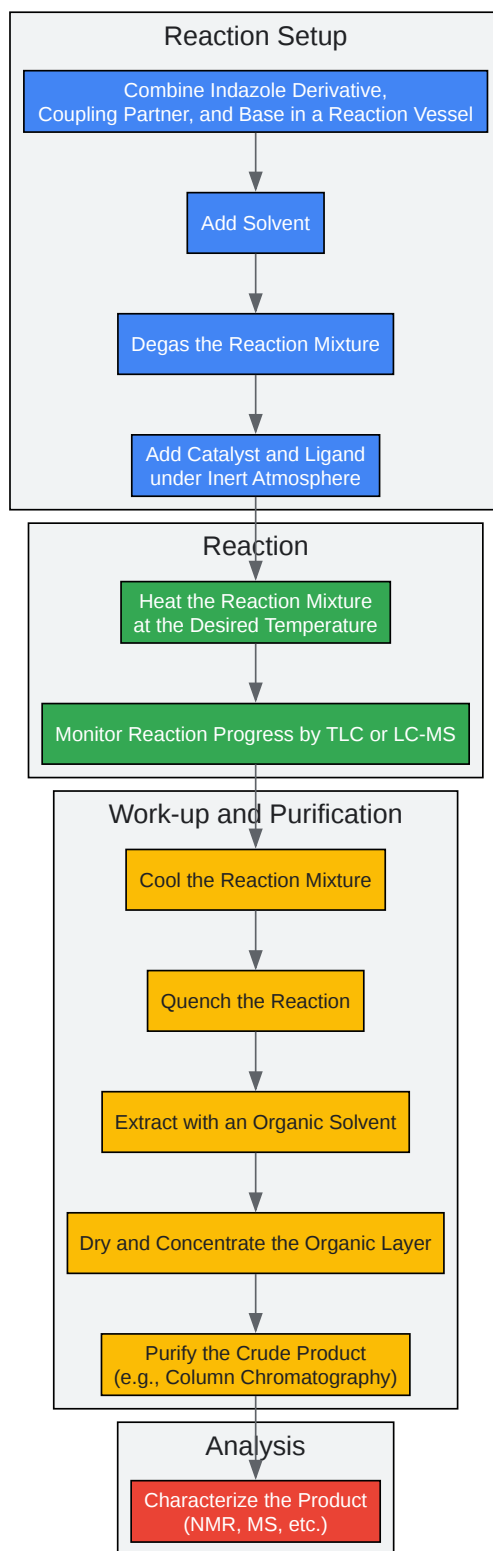 Reaction Setup
Combine Indazole Derivative,
Coupling Partner, and Base in a Reaction Vessel
Add Solvent
Degas the Reaction Mixture
Add Catalyst and Ligand
under Inert Atmosphere
Reaction
Heat the Reaction Mixture
at the Desired Temperature
Monitor Reaction Progress by TLC or LC-MS
Work-up and Purification
Cool the Reaction Mixture
Quench the Reaction
Extract with an Organic Solvent
Dry and Concentrate the Organic Layer
Purify the Crude Product
(e.g., Column Chromatography)
Analysis
Characterize the Product
(NMR, MS, etc.)